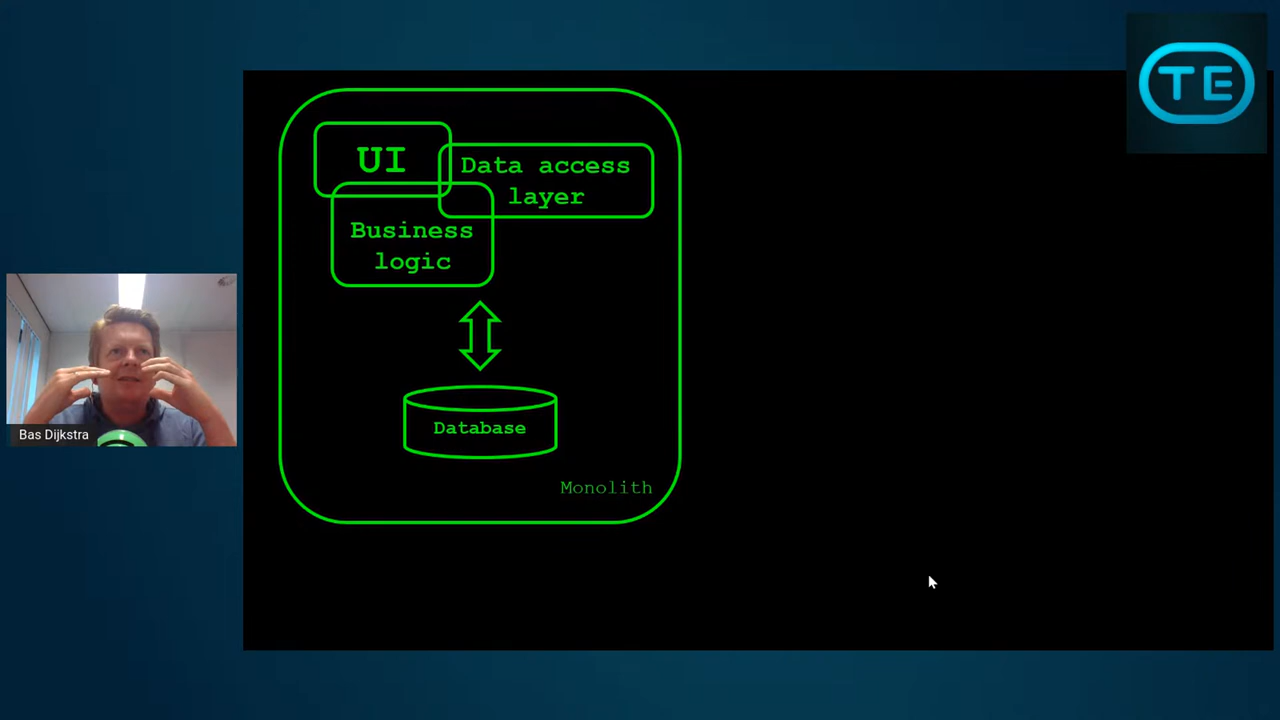 TE
UI
Data access
layer
Business
logic
Database
Monolith
Bas Dijkstra